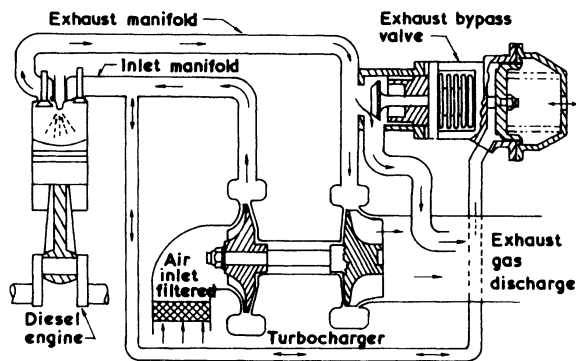 Exhaust manifold
Exhaust bypass
valve
Inlet manifold
Air
inlet
filtered
Exhaust
gas
discharge
Diesel
engine
Turbocharger